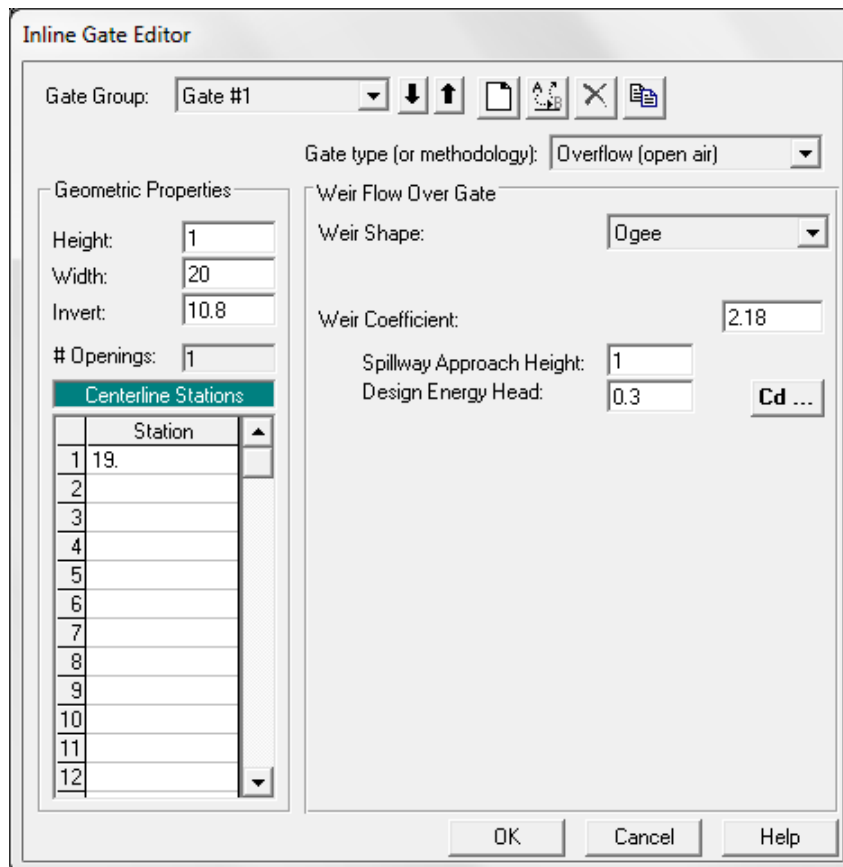 Inline Gate Editor
Gate Group: Gate #1
Gate type (or methodology): Overflow (open air)
Geometric Properties
Height: 1
Width: 20
Invert: 10.8
# Openings: 1
Centerline Stations
Station
1 19.
2
3
4
5
6
7
8
9
10
11
12
Weir Flow Over Gate
Weir Shape: Ogee
Weir Coefficient: 2.18
Spillway Approach Height: 1
Design Energy Head: 0.3
Cd ...
OK Cancel Help